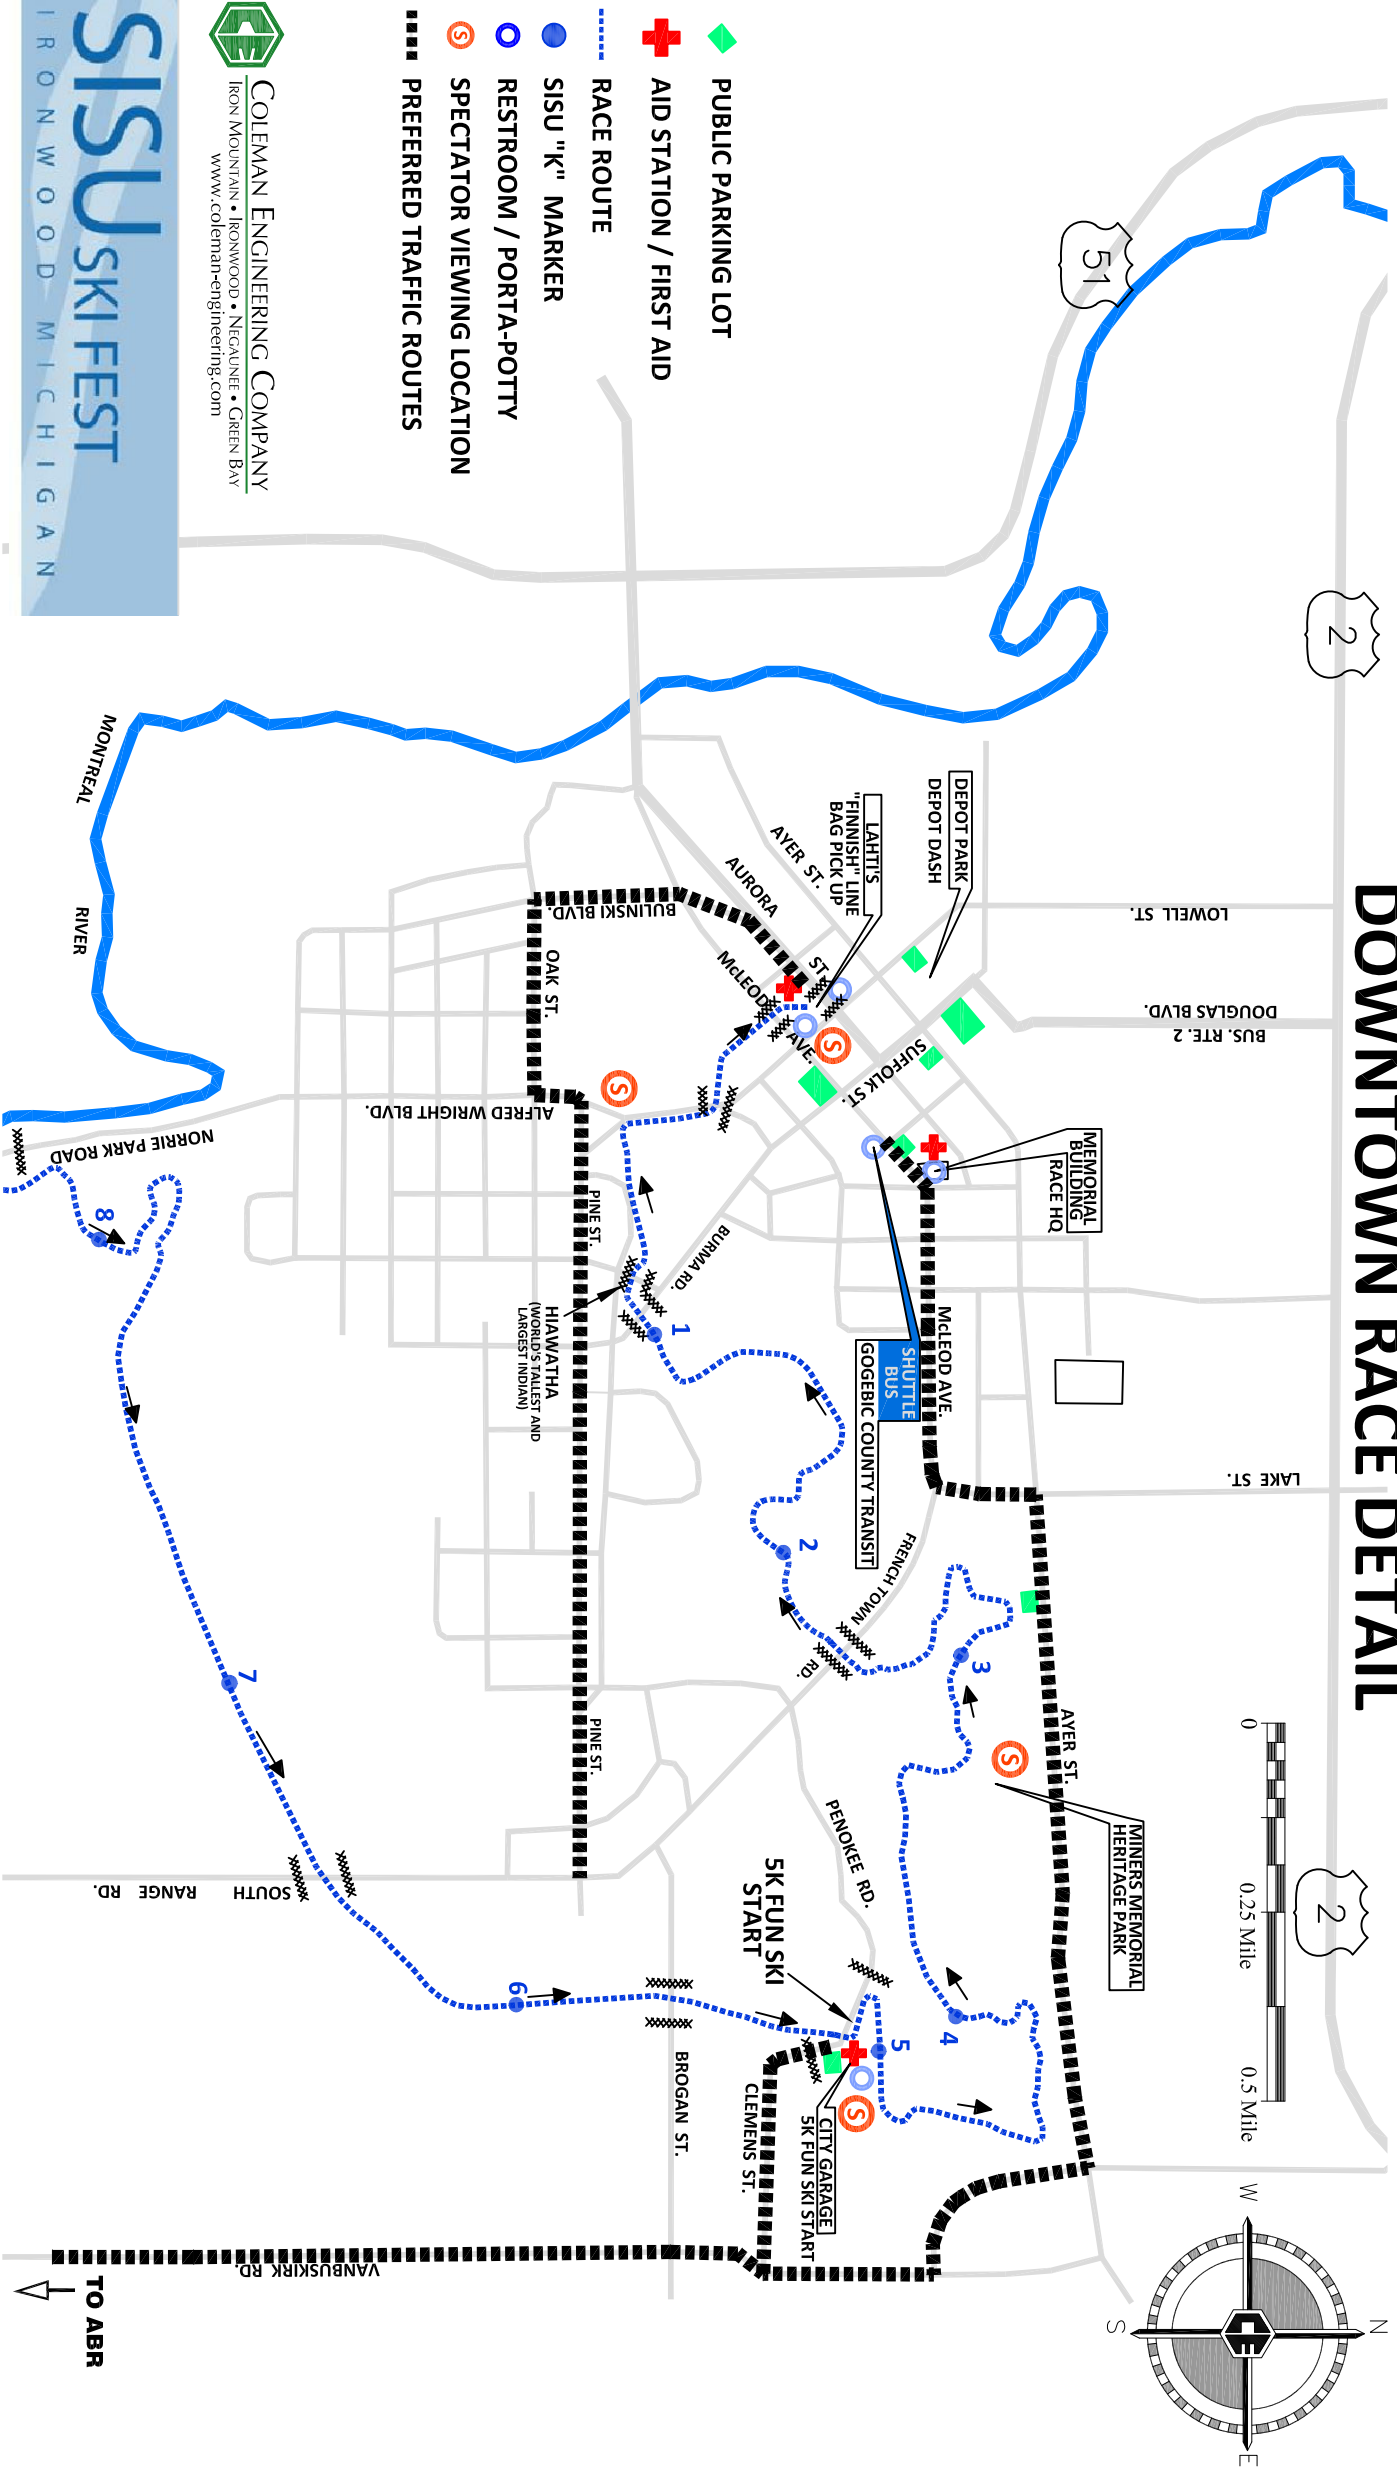 DOWNTOWN RACE DETAIL
PUBLIC PARKING LOT
AID STATION / FIRST AID
RACE ROUTE
SISU "K" MARKER
RESTROOM / PORTA-POTTY
SPECTATOR VIEWING LOCATION
PREFERRED TRAFFIC ROUTES
CE
COLEMAN ENGINEERING COMPANY
IRON MOUNTAIN • IRONWOOD • NEGAUNEE • GREEN BAY
www.coleman-engineering.com
SISU SKI FEST
IRONWOOD MICHIGAN
51
2
2
0
0.25 Mile
0.5 Mile
N
W
E
S
CE
LOWELL ST.
DOUGLAS BLVD.
BUS. RTE. 2
LAKE ST.
DEPOT PARK
DEPOT DASH
LAHTI'S
"FINNISH" LINE
BAG PICK UP
AYER ST.
AURORA
ST.
McLEOD
AVE.
SUFFOLK ST.
S
MEMORIAL
BUILDING
RACE HQ
SHUTTLE
BUS
GOGEBIC COUNTY TRANSIT
McLEOD AVE.
AYER ST.
MINERS MEMORIAL
HERITAGE PARK
S
FRENCH TOWN
RD.
PENOKEE RD.
BURMA RD.
BULINSKI BLVD.
OAK ST.
ALFRED WRIGHT BLVD.
S
PINE ST.
PINE ST.
HIAWATHA
(WORLD'S TALLEST AND
LARGEST INDIAN)
NORRIE PARK ROAD
MONTREAL
RIVER
SOUTH RANGE RD.
5K FUN SKI
START
CITY GARAGE
5K FUN SKI START
S
CLEMENS ST.
BROGAN ST.
VANBUSKIRK RD.
TO ABR
1
2
3
4
5
6
7
8
S